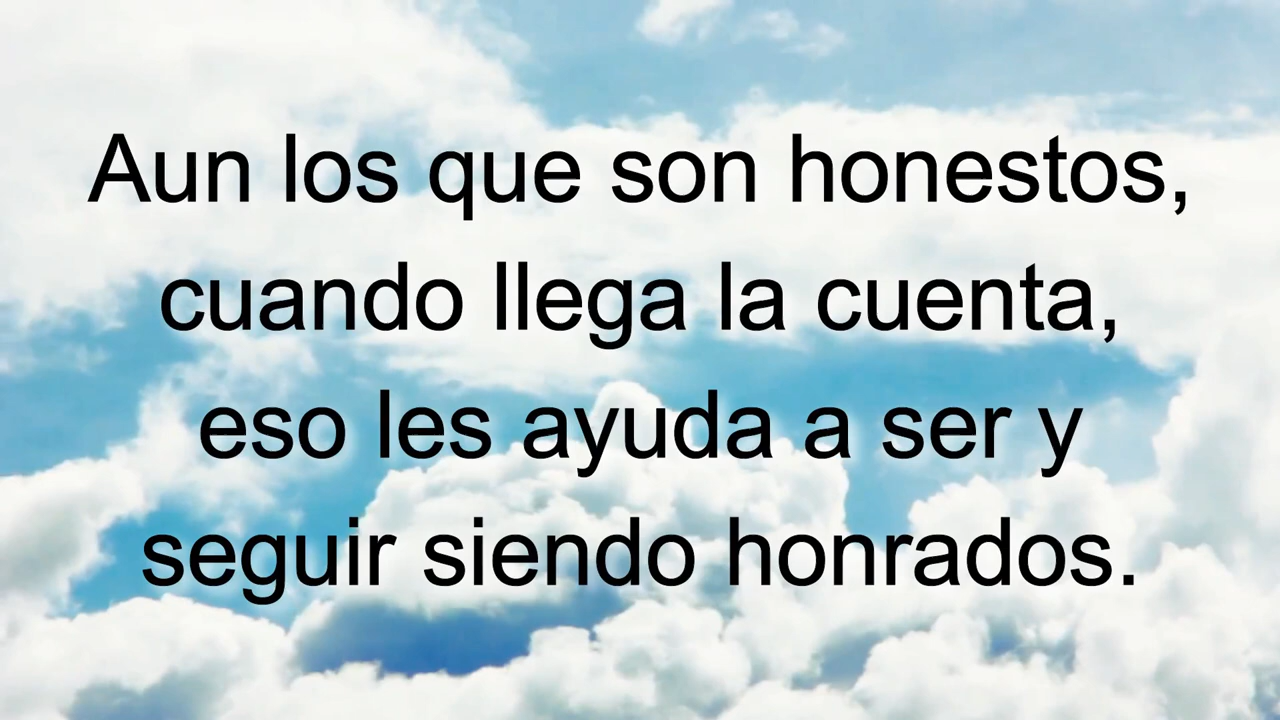 Aun los que son honestos,
cuando llega la cuenta,
eso les ayuda a ser y
seguir siendo honrados.